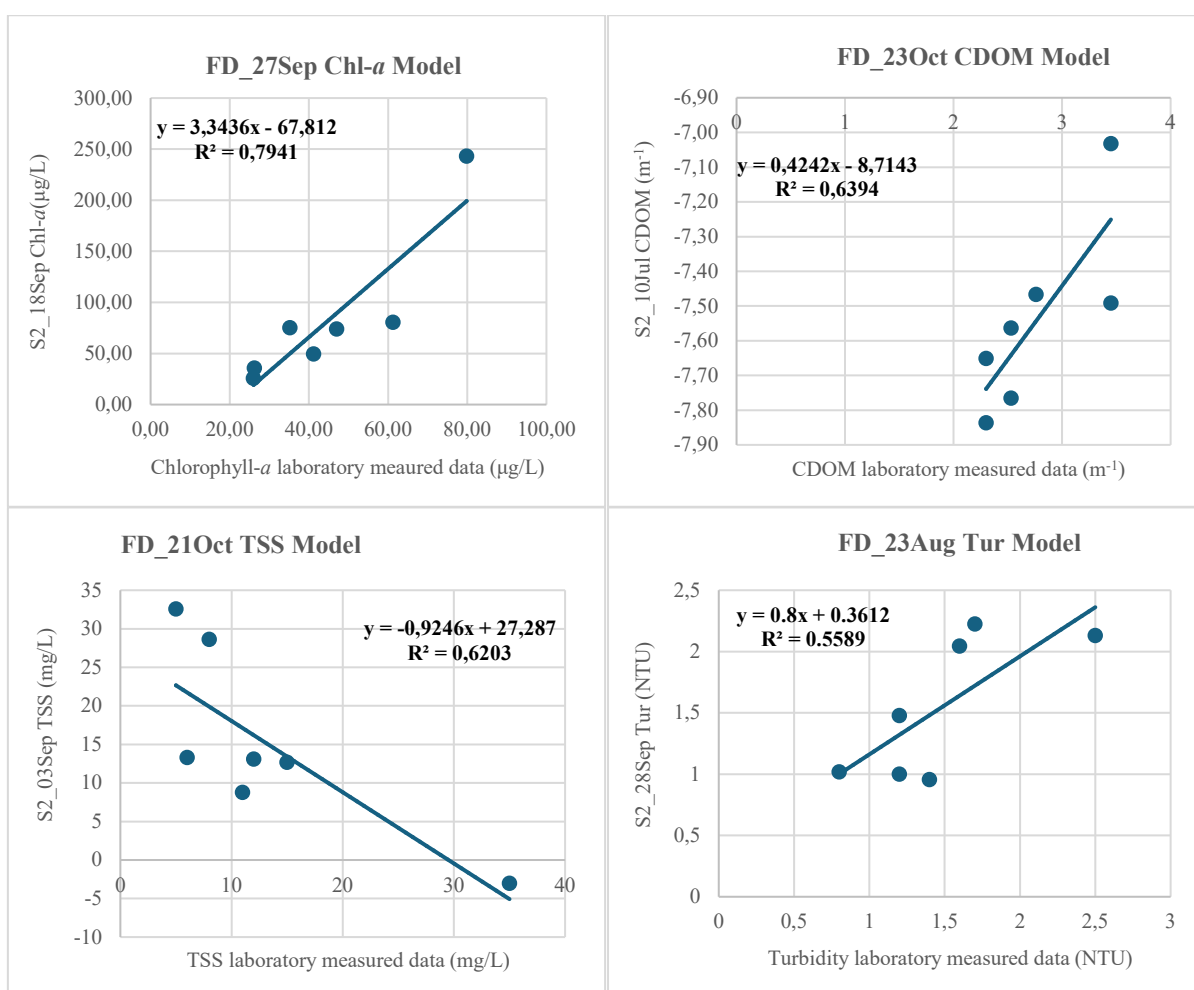 FD_27Sep Chl-a Model
300,00
250,00
200,00
150,00
100,00
50,00
0,00
y = 3,3436x - 67,812
R² = 0,7941
S2_18Sep Chl-a(μg/L)
0,00 20,00 40,00 60,00 80,00 100,00
Chlorophyll-a laboratory meaured data (μg/L)
FD_23Oct CDOM Model
-6,90
-7,00
-7,10
-7,20
-7,30
-7,40
-7,50
-7,60
-7,70
-7,80
-7,90
0 1 2 3 4
y = 0,4242x - 8,7143
R² = 0,6394
S2_10Jul CDOM (m⁻¹)
CDOM laboratory measured data (m⁻¹)
FD_21Oct TSS Model
35
30
25
20
15
10
5
0
-5
-10
y = -0,9246x + 27,287
R² = 0,6203
S2_03Sep TSS (mg/L)
0 10 20 30 40
TSS laboratory measured data (mg/L)
FD_23Aug Tur Model
2,5
2
1,5
1
0,5
0
y = 0.8x + 0.3612
R² = 0.5589
S2_28Sep Tur (NTU)
0 0,5 1 1,5 2 2,5 3
Turbidity laboratory measured data (NTU)